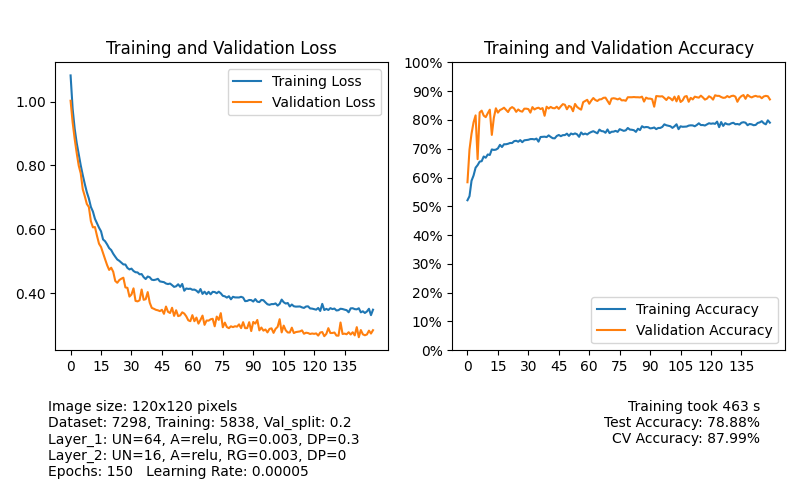 Training and Validation Loss
Training Loss
Validation Loss
1.00
0.80
0.60
0.40
0 15 30 45 60 75 90 105 120 135
Training and Validation Accuracy
100%
90%
80%
70%
60%
50%
40%
30%
20%
10%
0%
Training Accuracy
Validation Accuracy
0 15 30 45 60 75 90 105 120 135
Image size: 120x120 pixels
Dataset: 7298, Training: 5838, Val_split: 0.2
Layer_1: UN=64, A=relu, RG=0.003, DP=0.3
Layer_2: UN=16, A=relu, RG=0.003, DP=0
Epochs: 150   Learning Rate: 0.00005
Training took 463 s
Test Accuracy: 78.88%
CV Accuracy: 87.99%